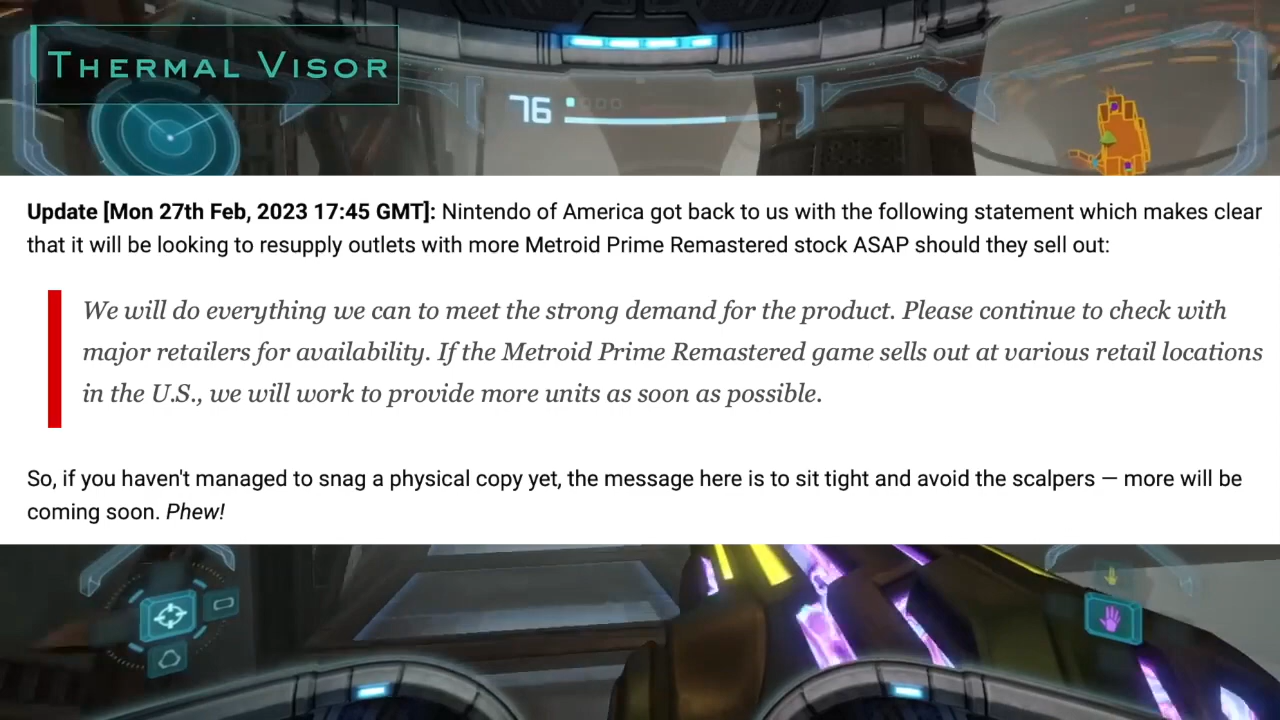 THERMAL VISOR
76
Update [Mon 27th Feb, 2023 17:45 GMT]: Nintendo of America got back to us with the following statement which makes clear
that it will be looking to resupply outlets with more Metroid Prime Remastered stock ASAP should they sell out:
We will do everything we can to meet the strong demand for the product. Please continue to check with
major retailers for availability. If the Metroid Prime Remastered game sells out at various retail locations
in the U.S., we will work to provide more units as soon as possible.
So, if you haven't managed to snag a physical copy yet, the message here is to sit tight and avoid the scalpers — more will be
coming soon. Phew!